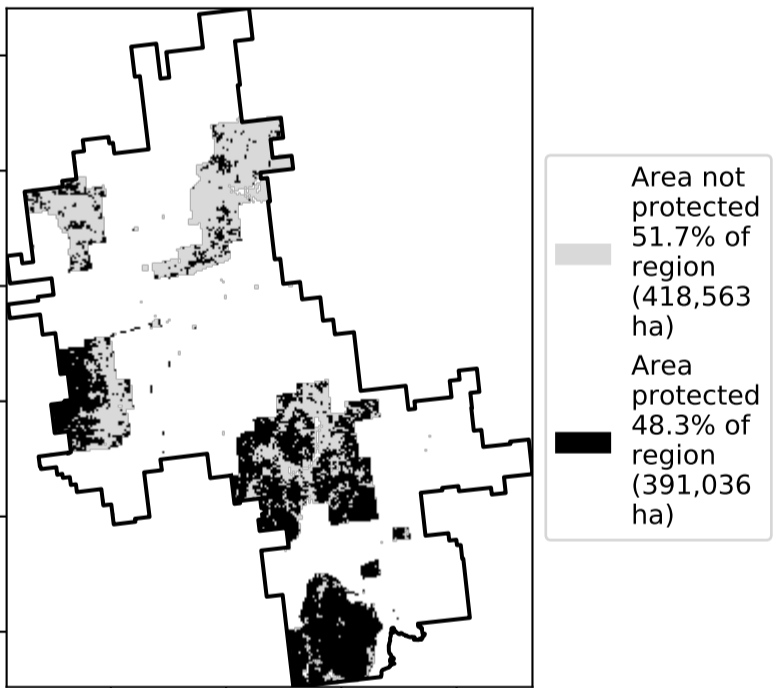 Area not
protected
51.7% of
region
(418,563
ha)
Area
protected
48.3% of
region
(391,036
ha)